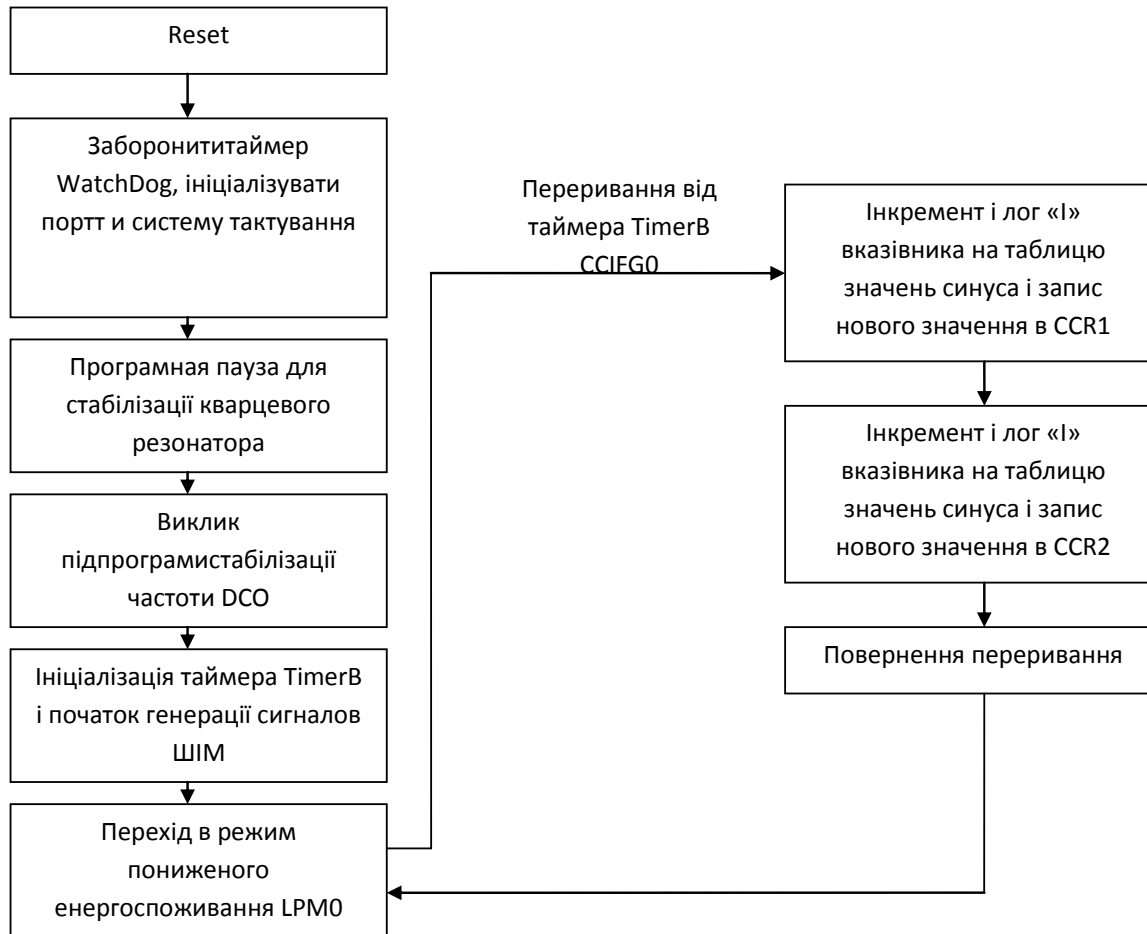 Reset
Заборонититаймер
WatchDog, ініціалізувати
портт и систему тактування
Програмная пауза для
стабілізації кварцевого
резонатора
Виклик
підпрограмистабілізації
частоти DCO
Ініціалізація таймера TimerB
і початок генерації сигналов
ШІМ
Перехід в режим
пониженого
енергоспоживання LPM0
Переривання від
таймера TimerB
CCIFG0
Інкремент і лог «І»
вказівника на таблицю
значень синуса і запис
нового значення в CCR1
Інкремент і лог «І»
вказівника на таблицю
значень синуса і запис
нового значення в CCR2
Повернення переривання